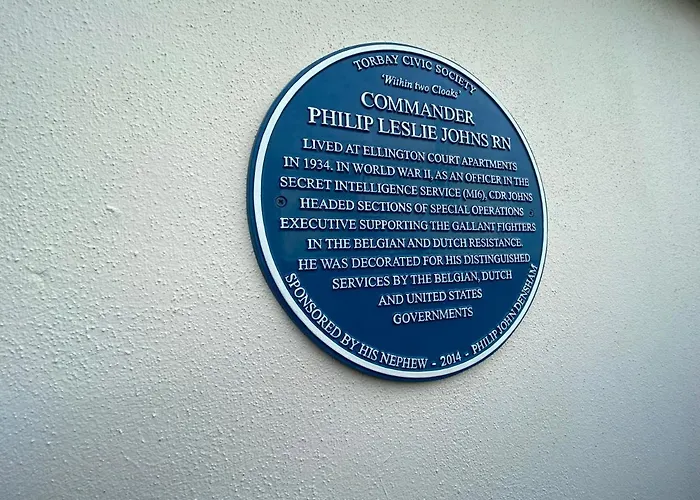 TORBAY CIVIC SOCIETY
'Within two Cloaks'
COMMANDER
PHILIP LESLIE JOHNS RN
LIVED AT ELLINGTON COURT APARTMENTS
IN 1934. IN WORLD WAR II, AS AN OFFICER IN THE
SECRET INTELLIGENCE SERVICE (MI6), CDR JOHNS
HEADED SECTIONS OF SPECIAL OPERATIONS
EXECUTIVE SUPPORTING THE GALLANT FIGHTERS
IN THE BELGIAN AND DUTCH RESISTANCE.
HE WAS DECORATED FOR HIS DISTINGUISHED
SERVICES BY THE BELGIAN, DUTCH
AND UNITED STATES
GOVERNMENTS
SPONSORED BY HIS NEPHEW - 2014 - PHILIP JOHN DENSHAM